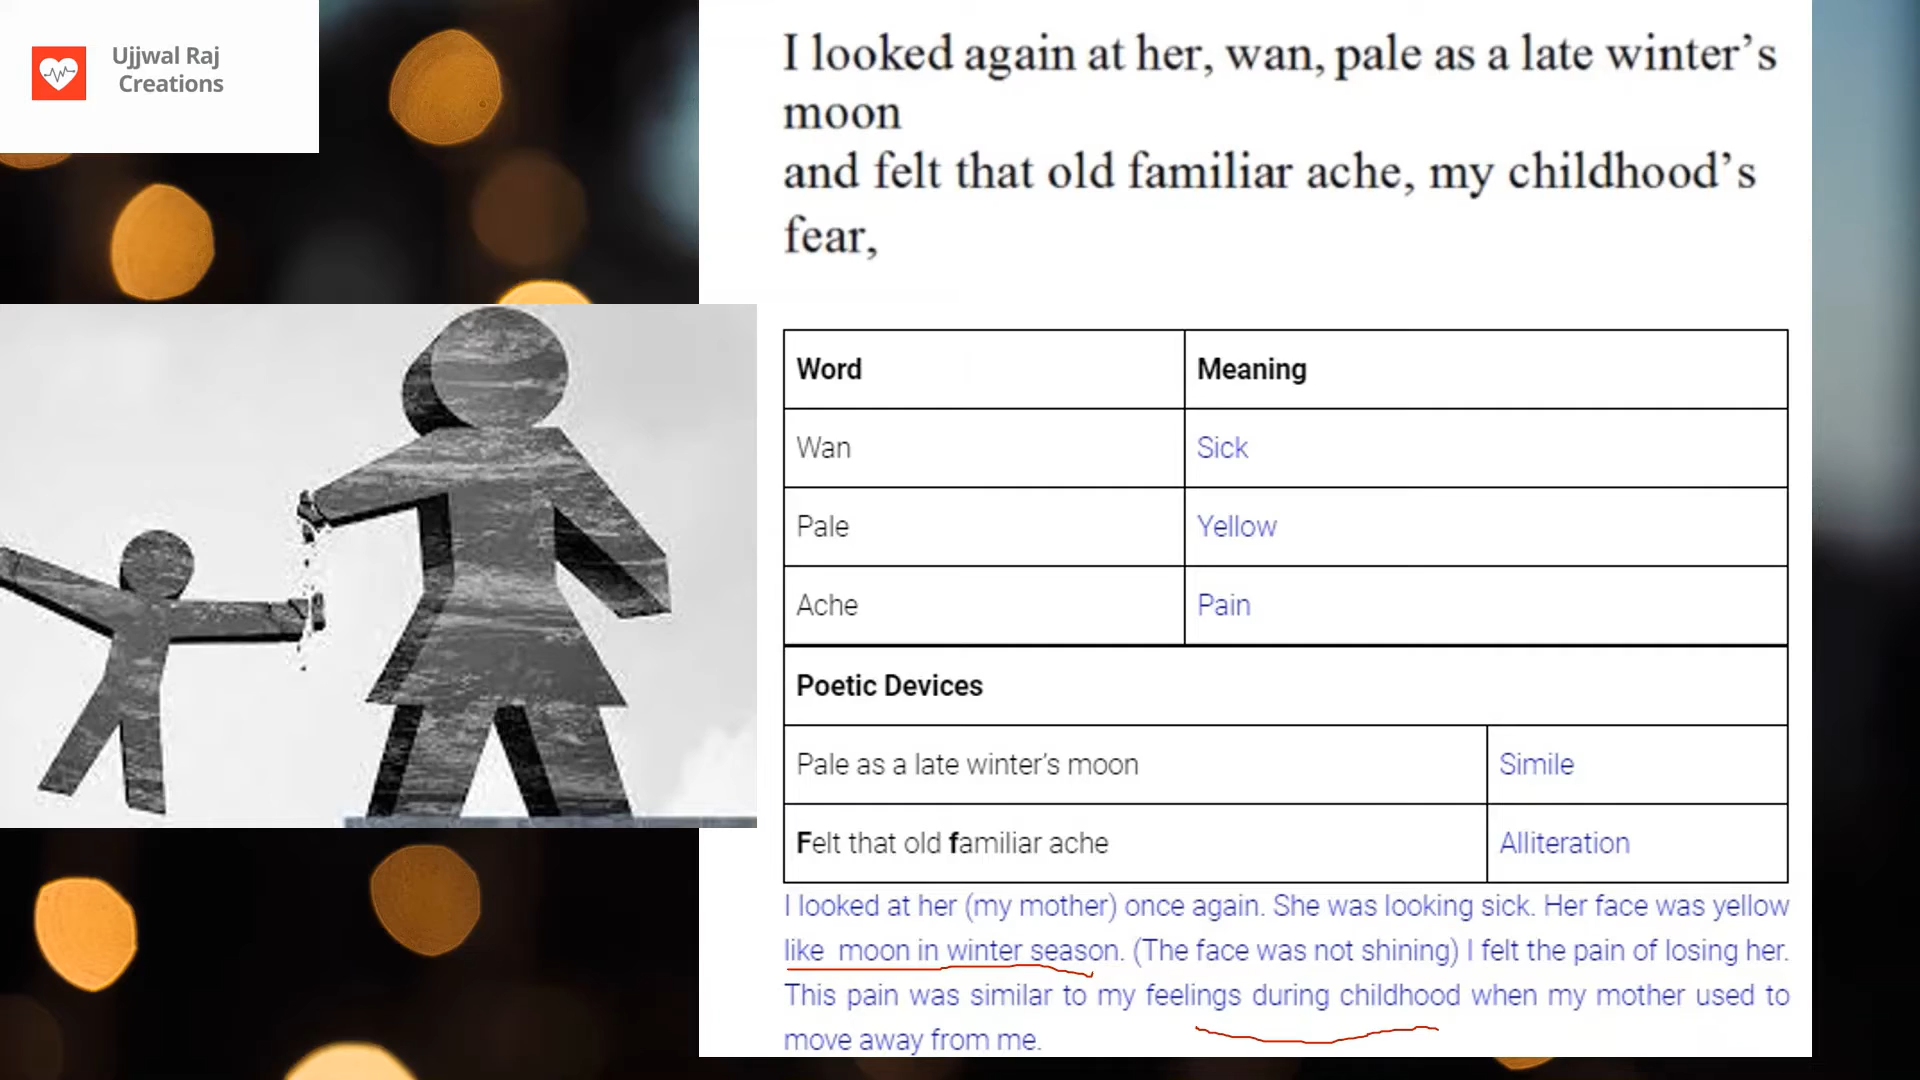 Ujjwal Raj
Creations
I looked again at her, wan, pale as a late winter’s
moon
and felt that old familiar ache, my childhood’s
fear,
Word Meaning
Wan Sick
Pale Yellow
Ache Pain
Poetic Devices
Pale as a late winter’s moon Simile
Felt that old familiar ache Alliteration
I looked at her (my mother) once again. She was looking sick. Her face was yellow
like moon in winter season. (The face was not shining) I felt the pain of losing her.
This pain was similar to my feelings during childhood when my mother used to
move away from me.